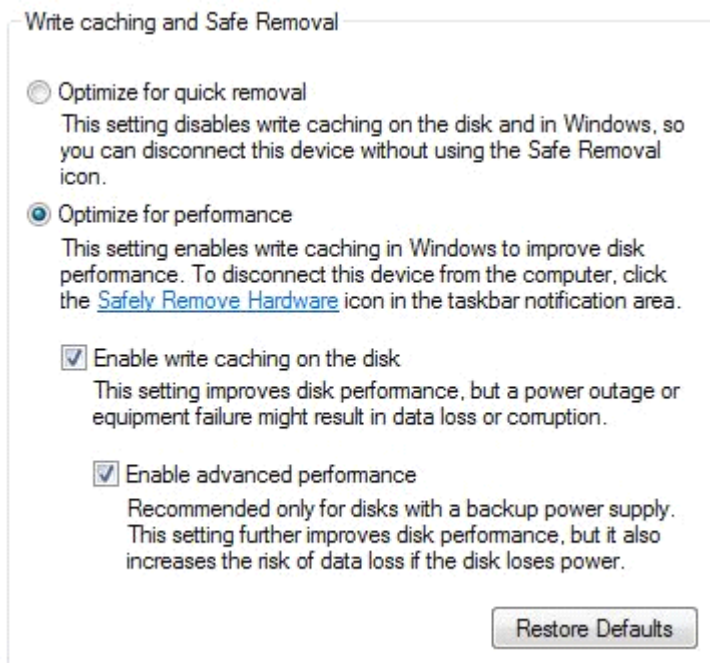 Write caching and Safe Removal
Optimize for quick removal
This setting disables write caching on the disk and in Windows, so
you can disconnect this device without using the Safe Removal
icon.
Optimize for performance
This setting enables write caching in Windows to improve disk
performance. To disconnect this device from the computer, click
the Safely Remove Hardware icon in the taskbar notification area.
Enable write caching on the disk
This setting improves disk performance, but a power outage or
equipment failure might result in data loss or corruption.
Enable advanced performance
Recommended only for disks with a backup power supply.
This setting further improves disk performance, but it also
increases the risk of data loss if the disk loses power.
Restore Defaults